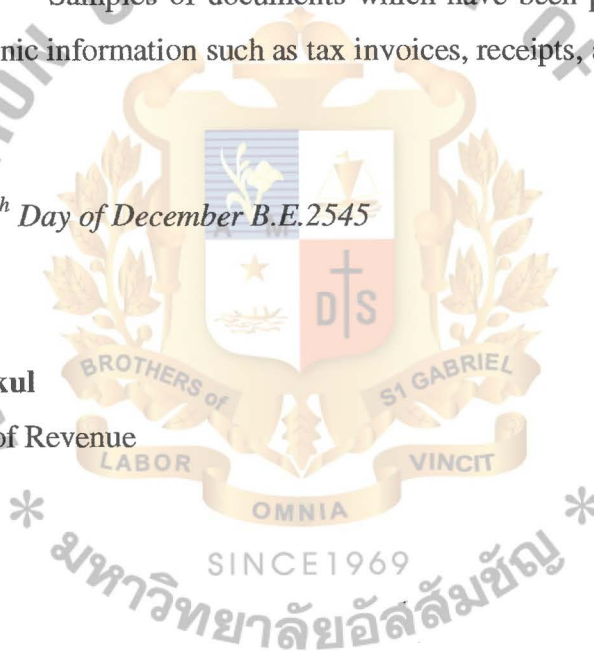 Samples of documents which have been
nic information such as tax invoices, receipts,
Day of December B.E.2545
A M
D S
kul
BROTHERS of ST GABRIEL
of Revenue
LABOR VINCIT
OMNIA
* SINCE1969 *
มหาวิทยาลัยอัสสัมชัญ